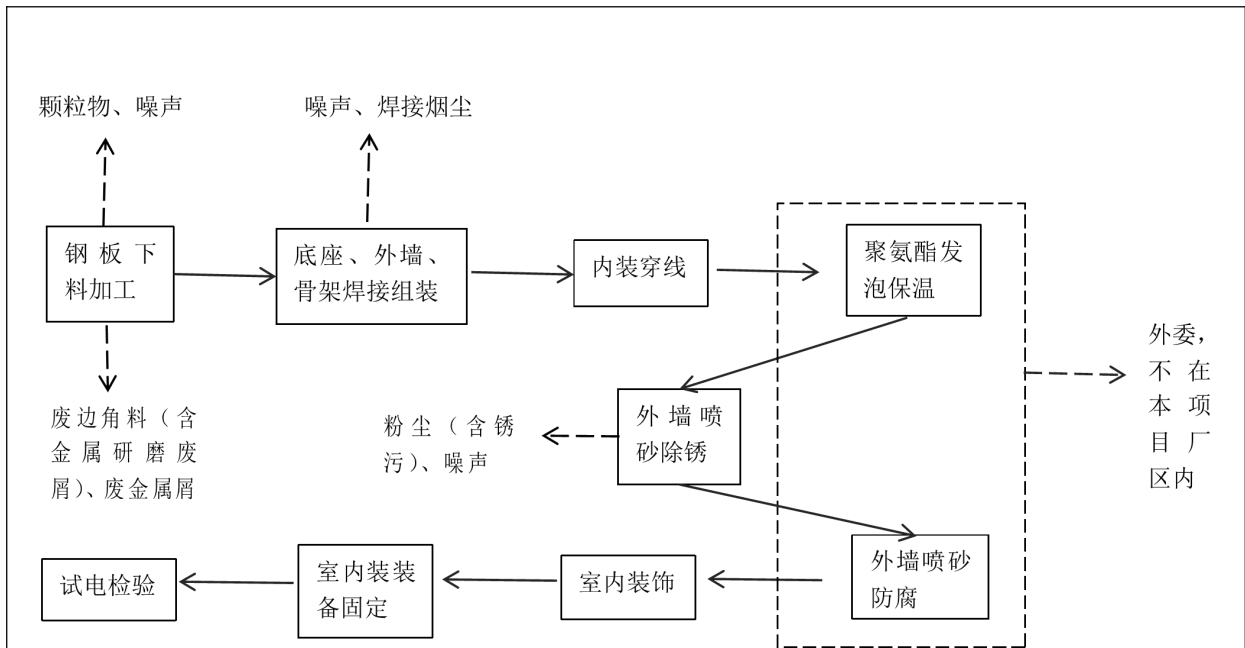 颗粒物、噪声
噪声、焊接烟尘
钢板下
料加工
底座、外墙、
骨架焊接组装
内装穿线
聚氨酯发
泡保温
外委，
不在
本项
目厂
区内
废边角料（含
金属研磨废
屑）、废金属屑
粉尘（含锈
污）、噪声
外墙喷
砂除锈
外墙喷砂
防腐
室内装饰
室内装装
备固定
试电检验